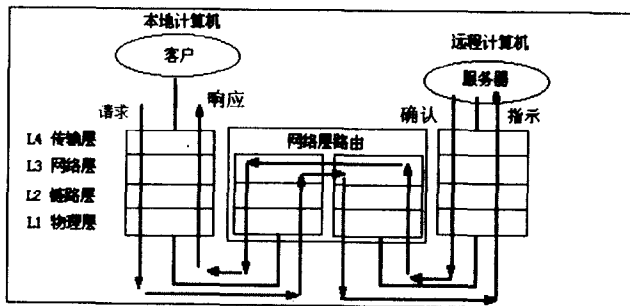 本地计算机
远程计算机
客户
服务器
请求
响应
确认
指示
网络层路由
L4 传输层
L3 网络层
L2 链路层
L1 物理层